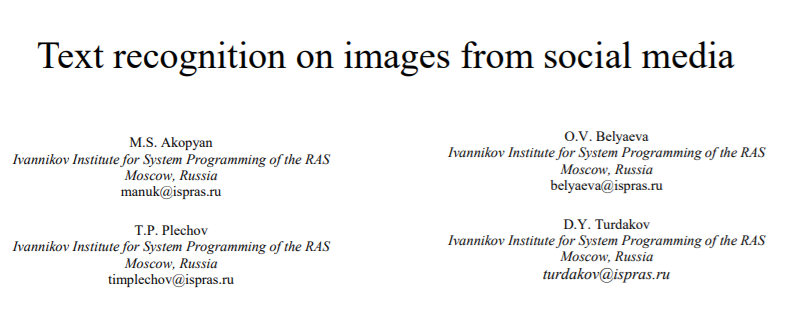 Text recognition on images from social media
M.S. Akopyan
Ivannikov Institute for System Programming of the RAS
Moscow, Russia
manuk@ispras.ru
O.V. Belyaeva
Ivannikov Institute for System Programming of the RAS
Moscow, Russia
belyaeva@ispras.ru
T.P. Plechov
Ivannikov Institute for System Programming of the RAS
Moscow, Russia
timplechov@ispras.ru
D.Y. Turdakov
Ivannikov Institute for System Programming of the RAS
Moscow, Russia
turdakov@ispras.ru